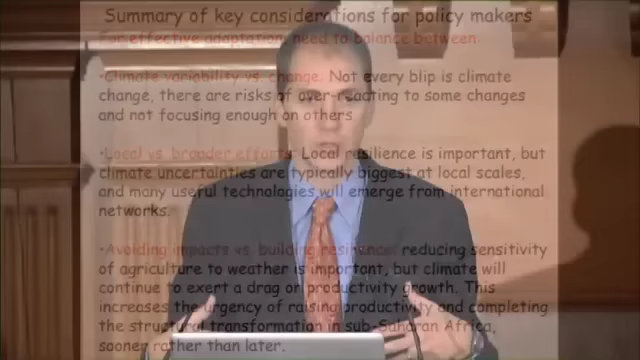 Summary of key considerations for policy makers
For effective adaptation, need to balance between:
•Climate variability vs. change: Not every blip is climate
change, there are risks of over-reacting to some changes
and not focusing enough on others
•Local vs. broader efforts: Local resilience is important, but
climate uncertainties are typically biggest at local scales,
and many useful technologies will emerge from international
networks.
•Avoiding impacts vs. building resilience: reducing sensitivity
of agriculture to weather is important, but climate will
continue to exert a drag on productivity growth. This
increases the urgency of raising productivity and completing
the structural transformation in sub-Saharan Africa,
sooner rather than later.